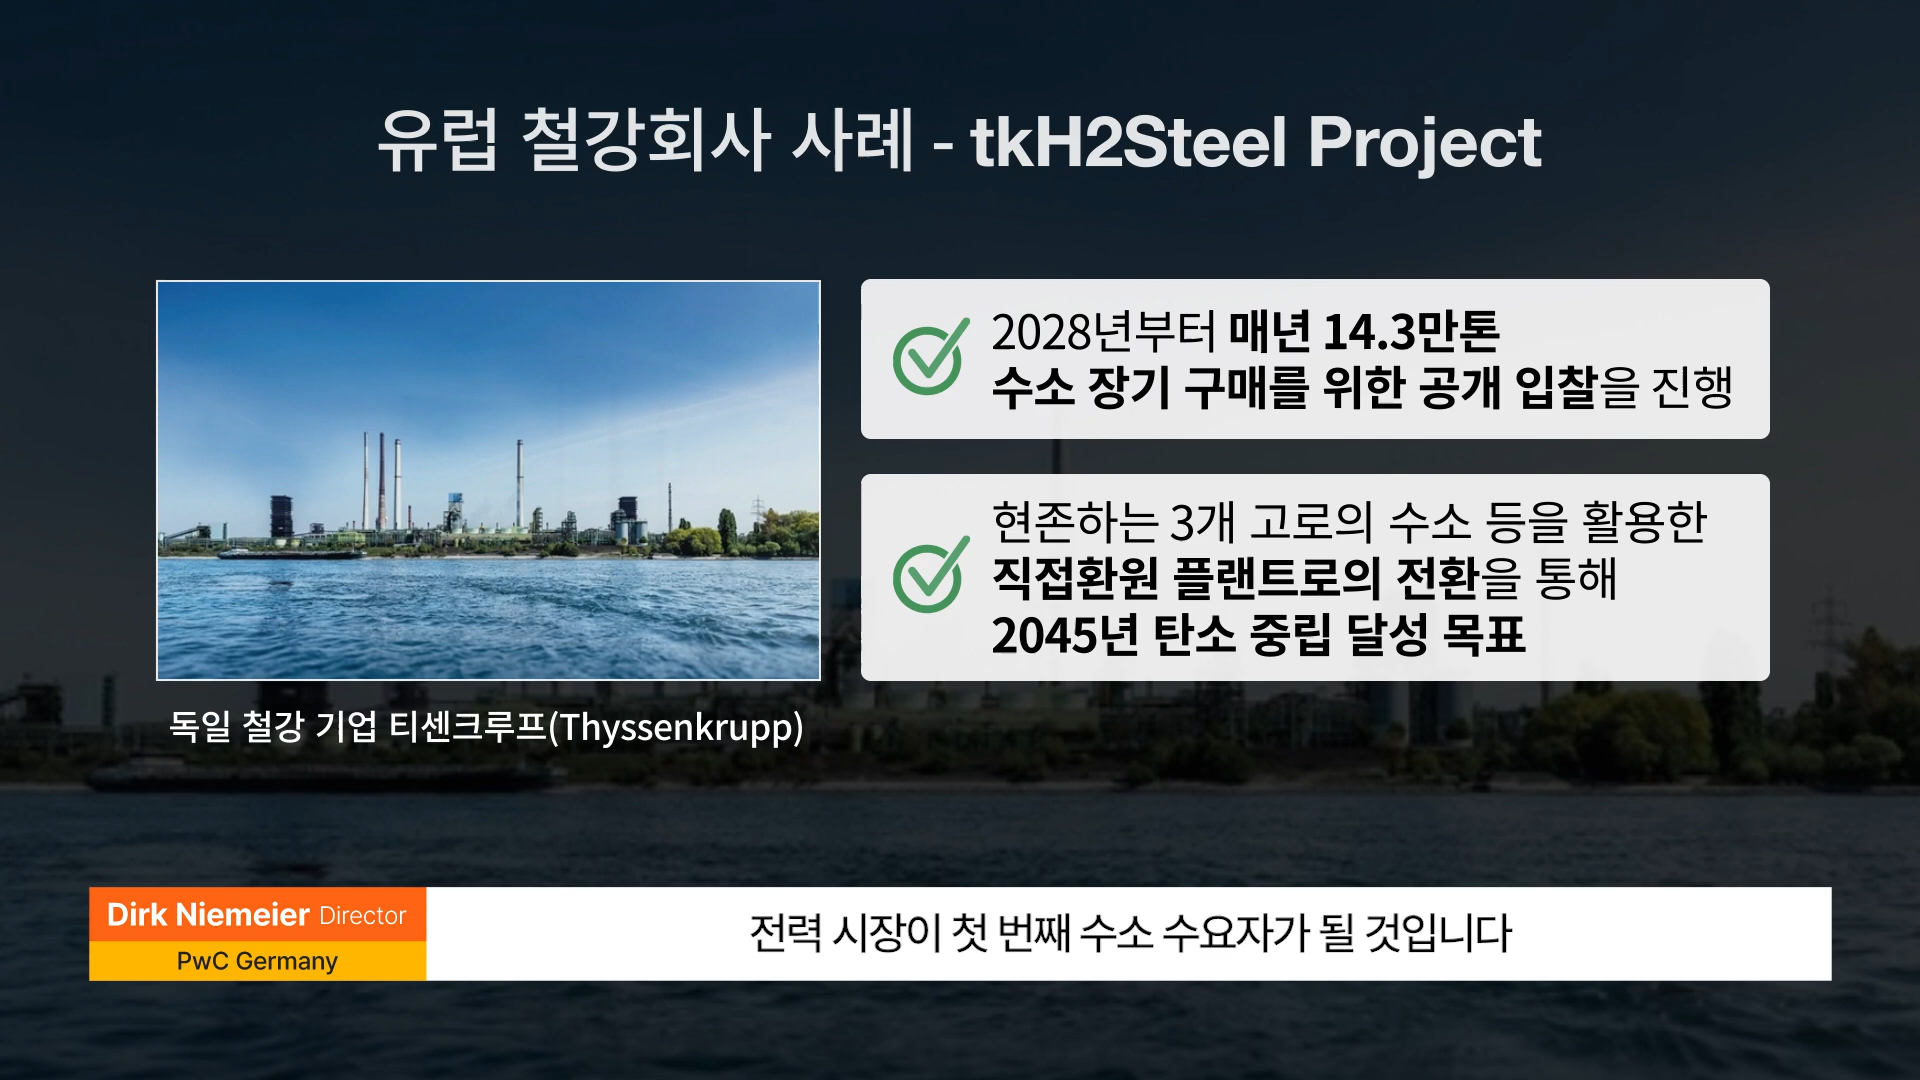 유럽 철강회사 사례 - tkH2Steel Project
2028년부터 매년 14.3만톤
수소 장기 구매를 위한 공개 입찰을 진행
현존하는 3개 고로의 수소 등을 활용한
직접환원 플랜트로의 전환을 통해
2045년 탄소 중립 달성 목표
독일 철강 기업 티센크루프(Thyssenkrupp)
Dirk Niemeier Director
PwC Germany
전력 시장이 첫 번째 수소 수요자가 될 것입니다